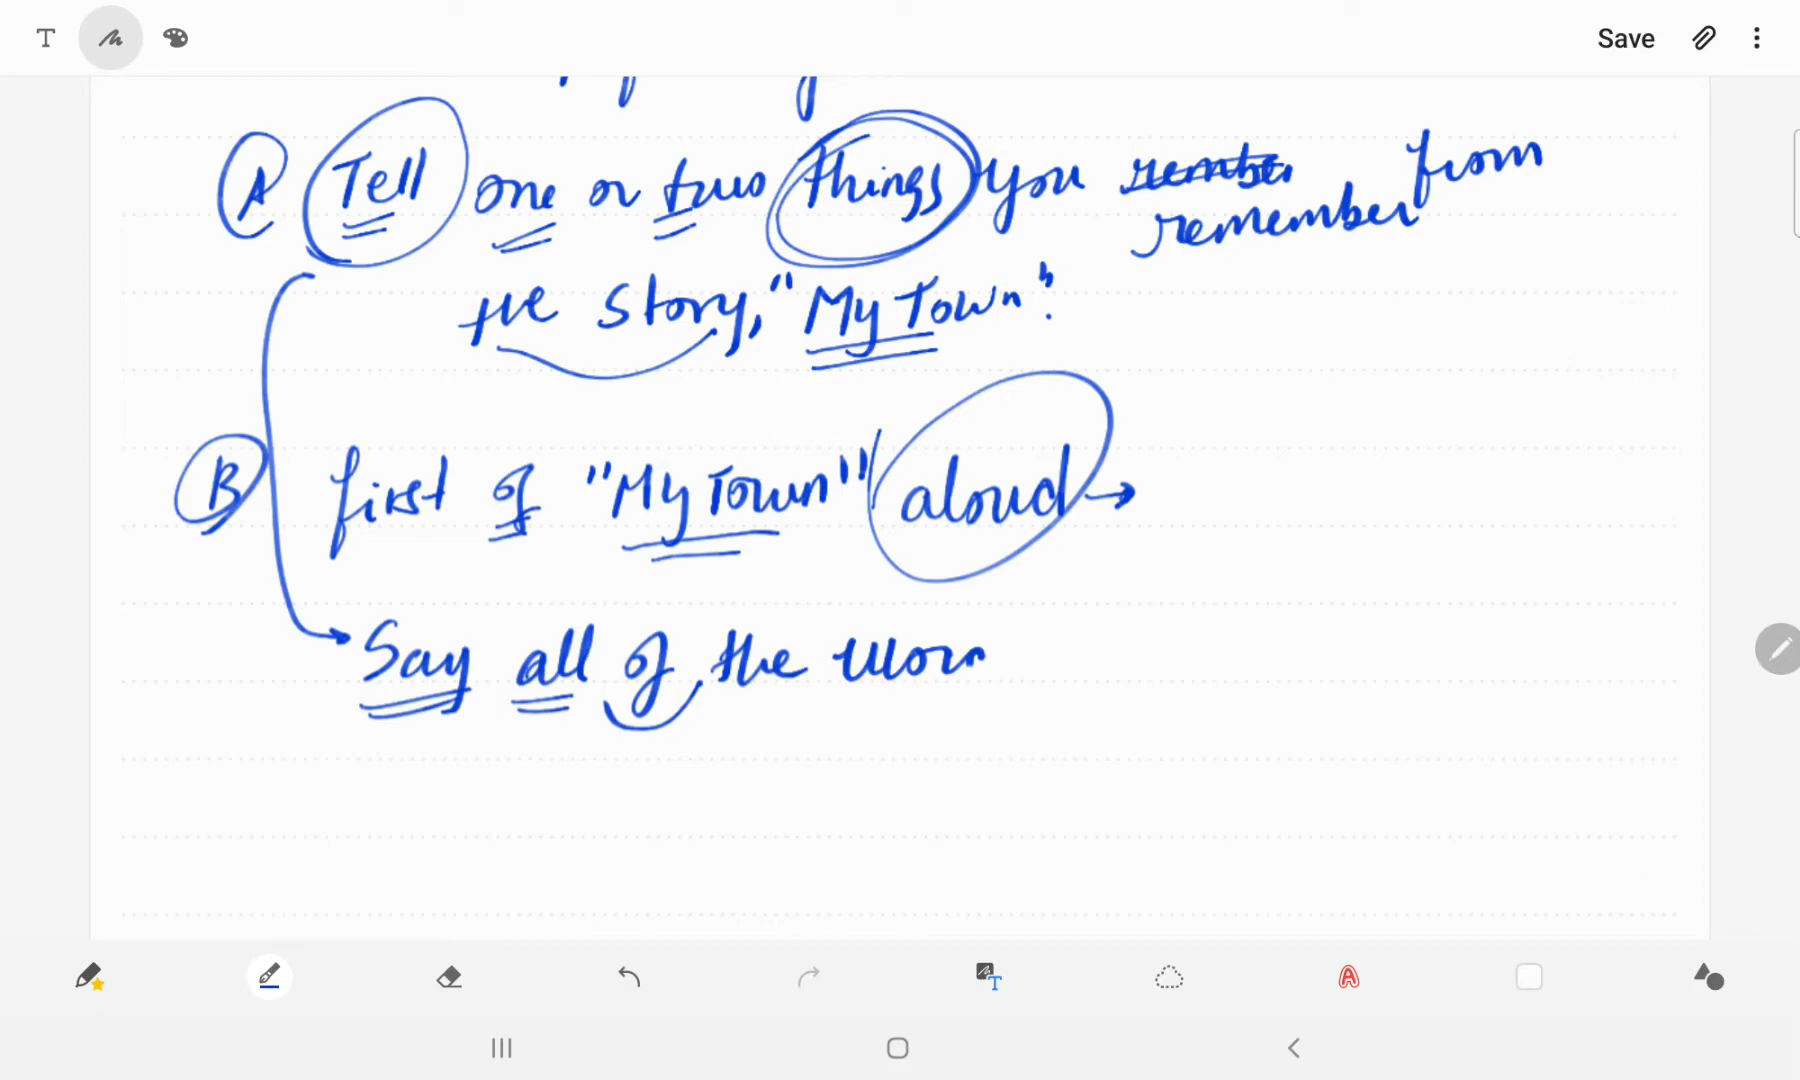 T
Save
A Tell one or two things you remember from
the story, "My Town".
B first of "My Town" aloud →
Say all of the wor
T
A